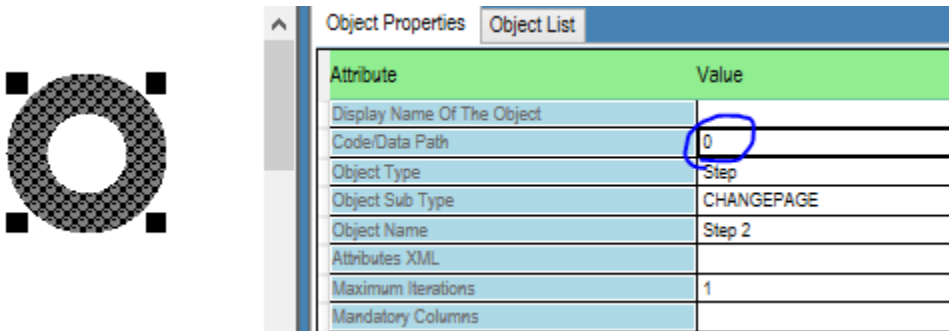 Object Properties Object List
Attribute Value
Display Name Of The Object
Code/Data Path 0
Object Type Step
Object Sub Type CHANGEPAGE
Object Name Step 2
Attributes XML
Maximum Iterations 1
Mandatory Columns